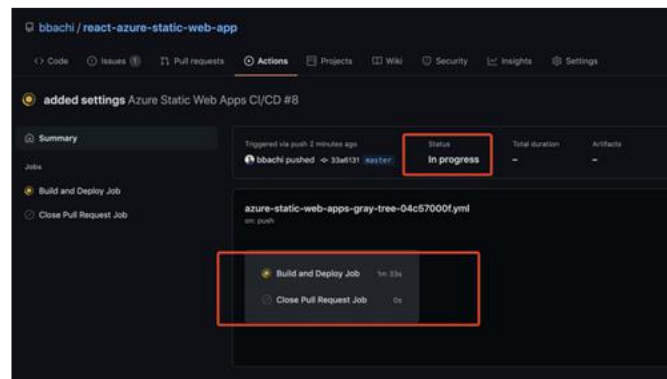 bbachi / react-azure-static-web-app
Code Issues 1 Pull requests Actions Projects Wiki Security Insights Settings
added settings Azure Static Web Apps CI/CD #8
Summary
Jobs
Build and Deploy Job
Close Pull Request Job
Triggered via push 2 minutes ago
bbachi pushed 33a6131 master
Status
In progress
Total duration
–
Artifacts
–
azure-static-web-apps-gray-tree-04c57000f.yml
on: push
Build and Deploy Job 1m 33s
Close Pull Request Job 0s